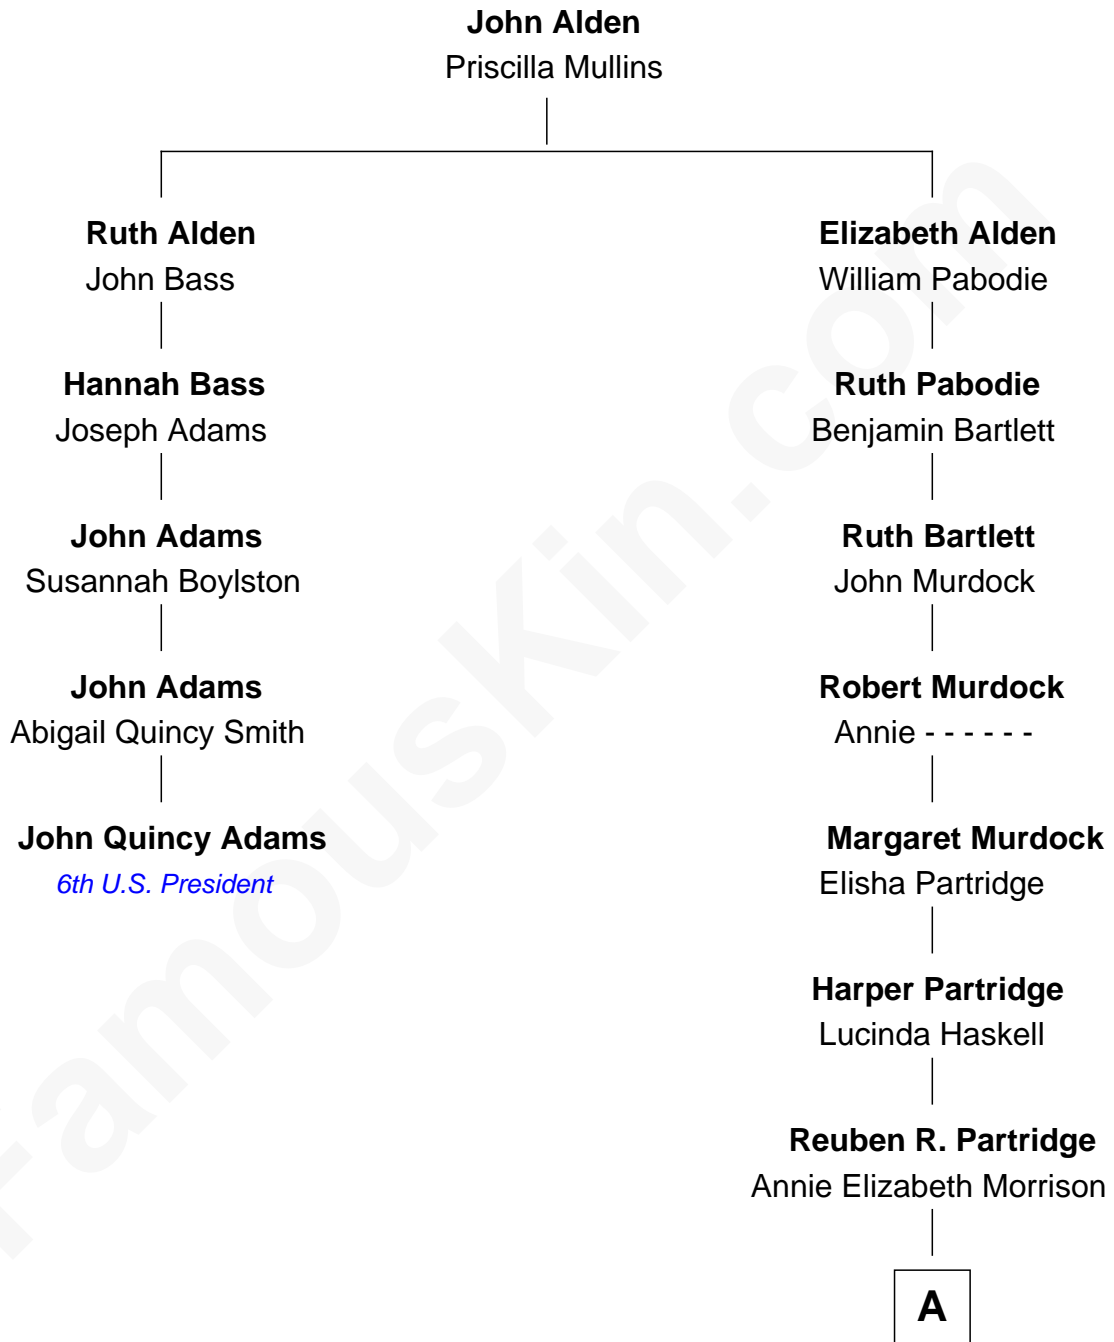 John Alden
Priscilla Mullins
Ruth Alden
John Bass
Hannah Bass
Joseph Adams
John Adams
Susannah Boylston
John Adams
Abigail Quincy Smith
John Quincy Adams
6th U.S. President
Elizabeth Alden
William Pabodie
Ruth Pabodie
Benjamin Bartlett
Ruth Bartlett
John Murdock
Robert Murdock
Annie - - - - - -
Margaret Murdock
Elisha Partridge
Harper Partridge
Lucinda Haskell
Reuben R. Partridge
Annie Elizabeth Morrison
A
FamousKin.com